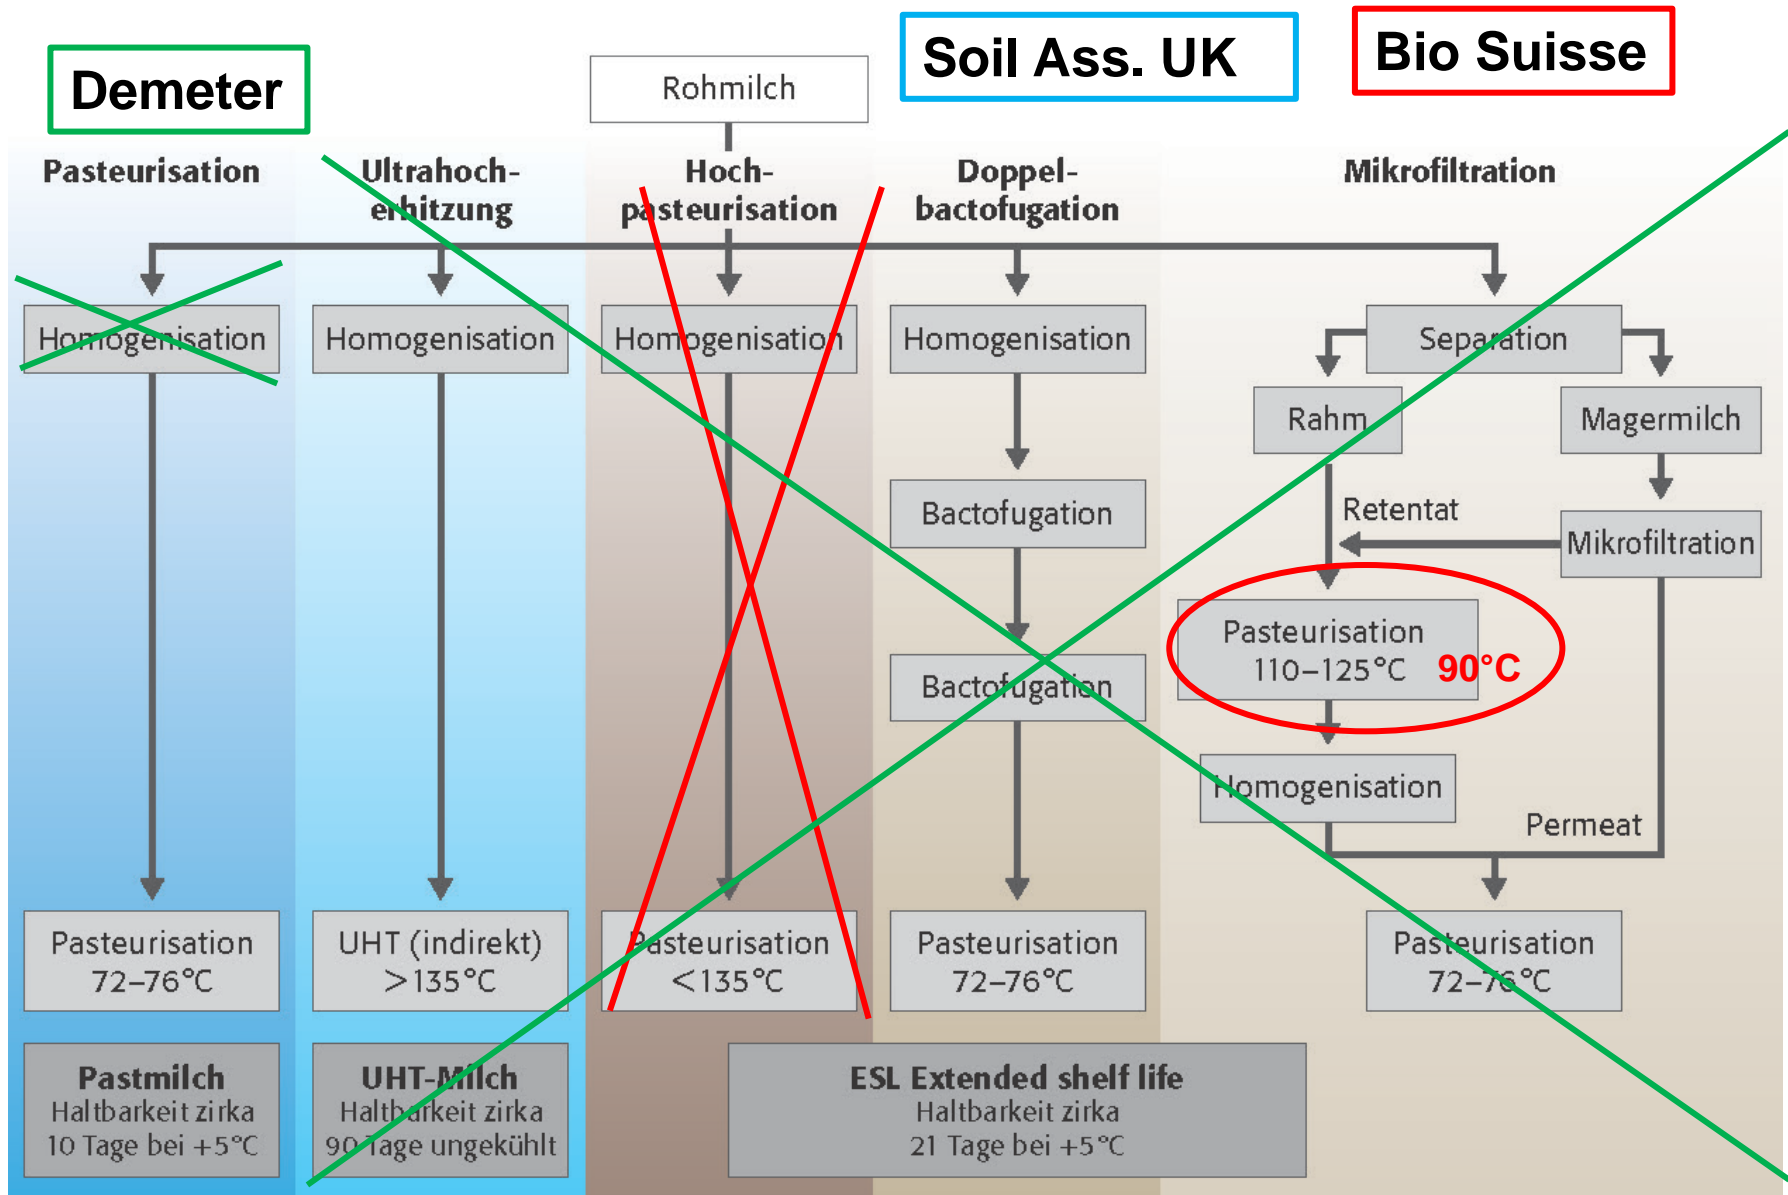 Demeter
Soil Ass. UK
Bio Suisse
Rohmilch
Pasteurisation
Ultrahoch-
erhitzung
Hoch-
pasteurisation
Doppel-
bactofugation
Mikrofiltration
Homogenisation
Homogenisation
Homogenisation
Homogenisation
Separation
Rahm
Magermilch
Bactofugation
Retentat
Mikrofiltration
Bactofugation
Pasteurisation
110–125°C
90°C
Homogenisation
Permeat
Pasteurisation
72–76°C
UHT (indirekt)
>135°C
Pasteurisation
<135°C
Pasteurisation
72–76°C
Pasteurisation
72–76°C
Pastmilch
Haltbarkeit zirka
10 Tage bei +5°C
UHT-Milch
Haltbarkeit zirka
90 Tage ungekühlt
ESL Extended shelf life
Haltbarkeit zirka
21 Tage bei +5°C